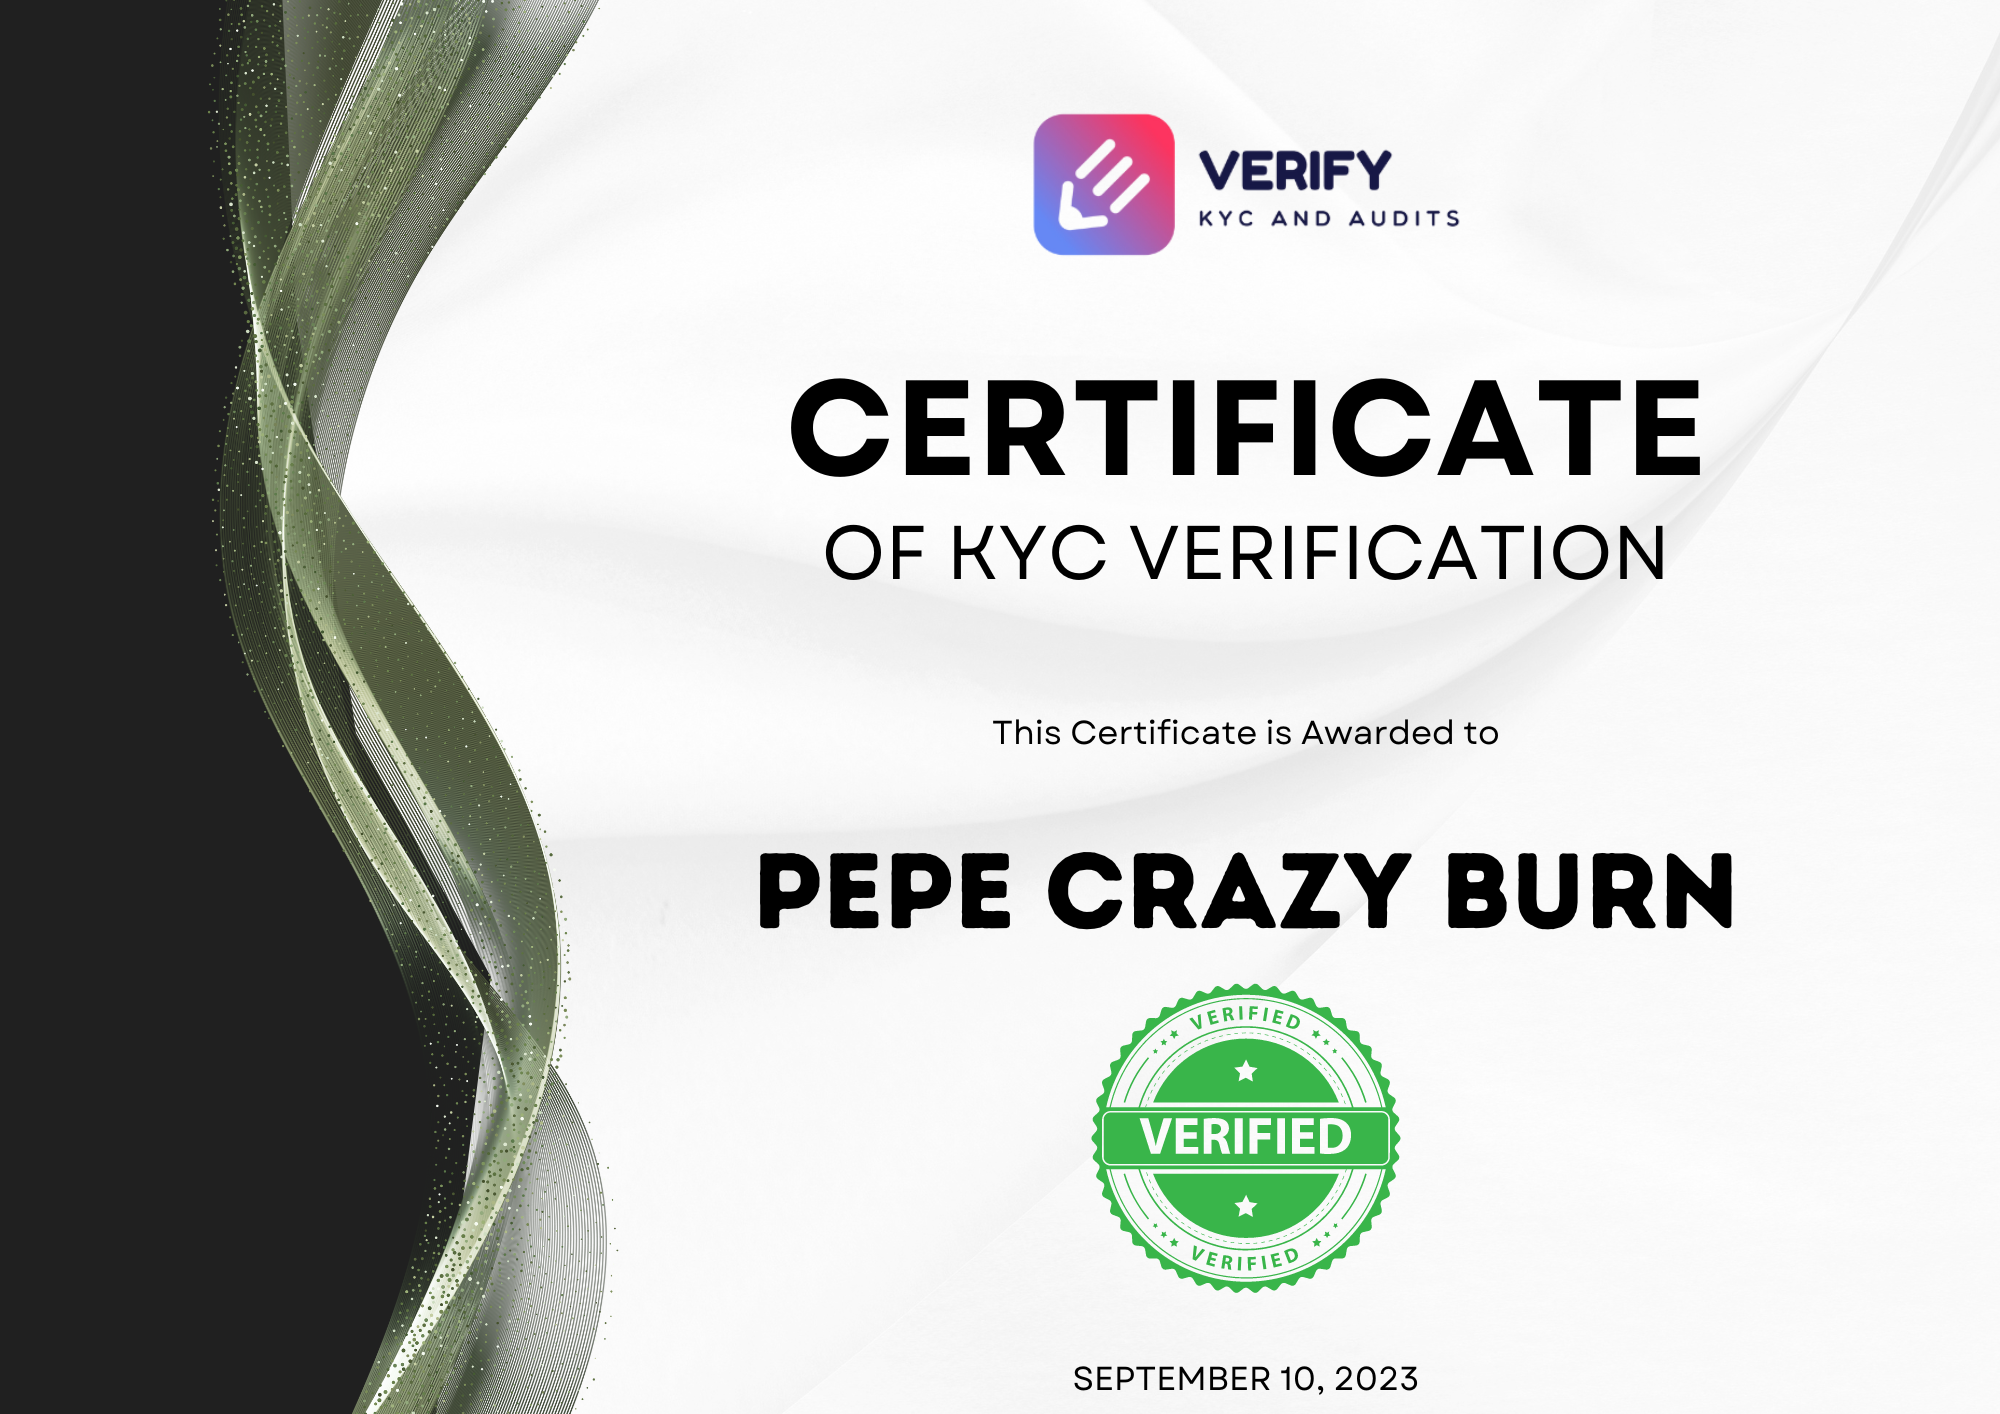 VERIFY
KYC AND AUDITS
CERTIFICATE
OF KYC VERIFICATION
This Certificate is Awarded to
PEPE CRAZY BURN
VERIFIED
VERIFIED
VERIFIED
SEPTEMBER 10, 2023